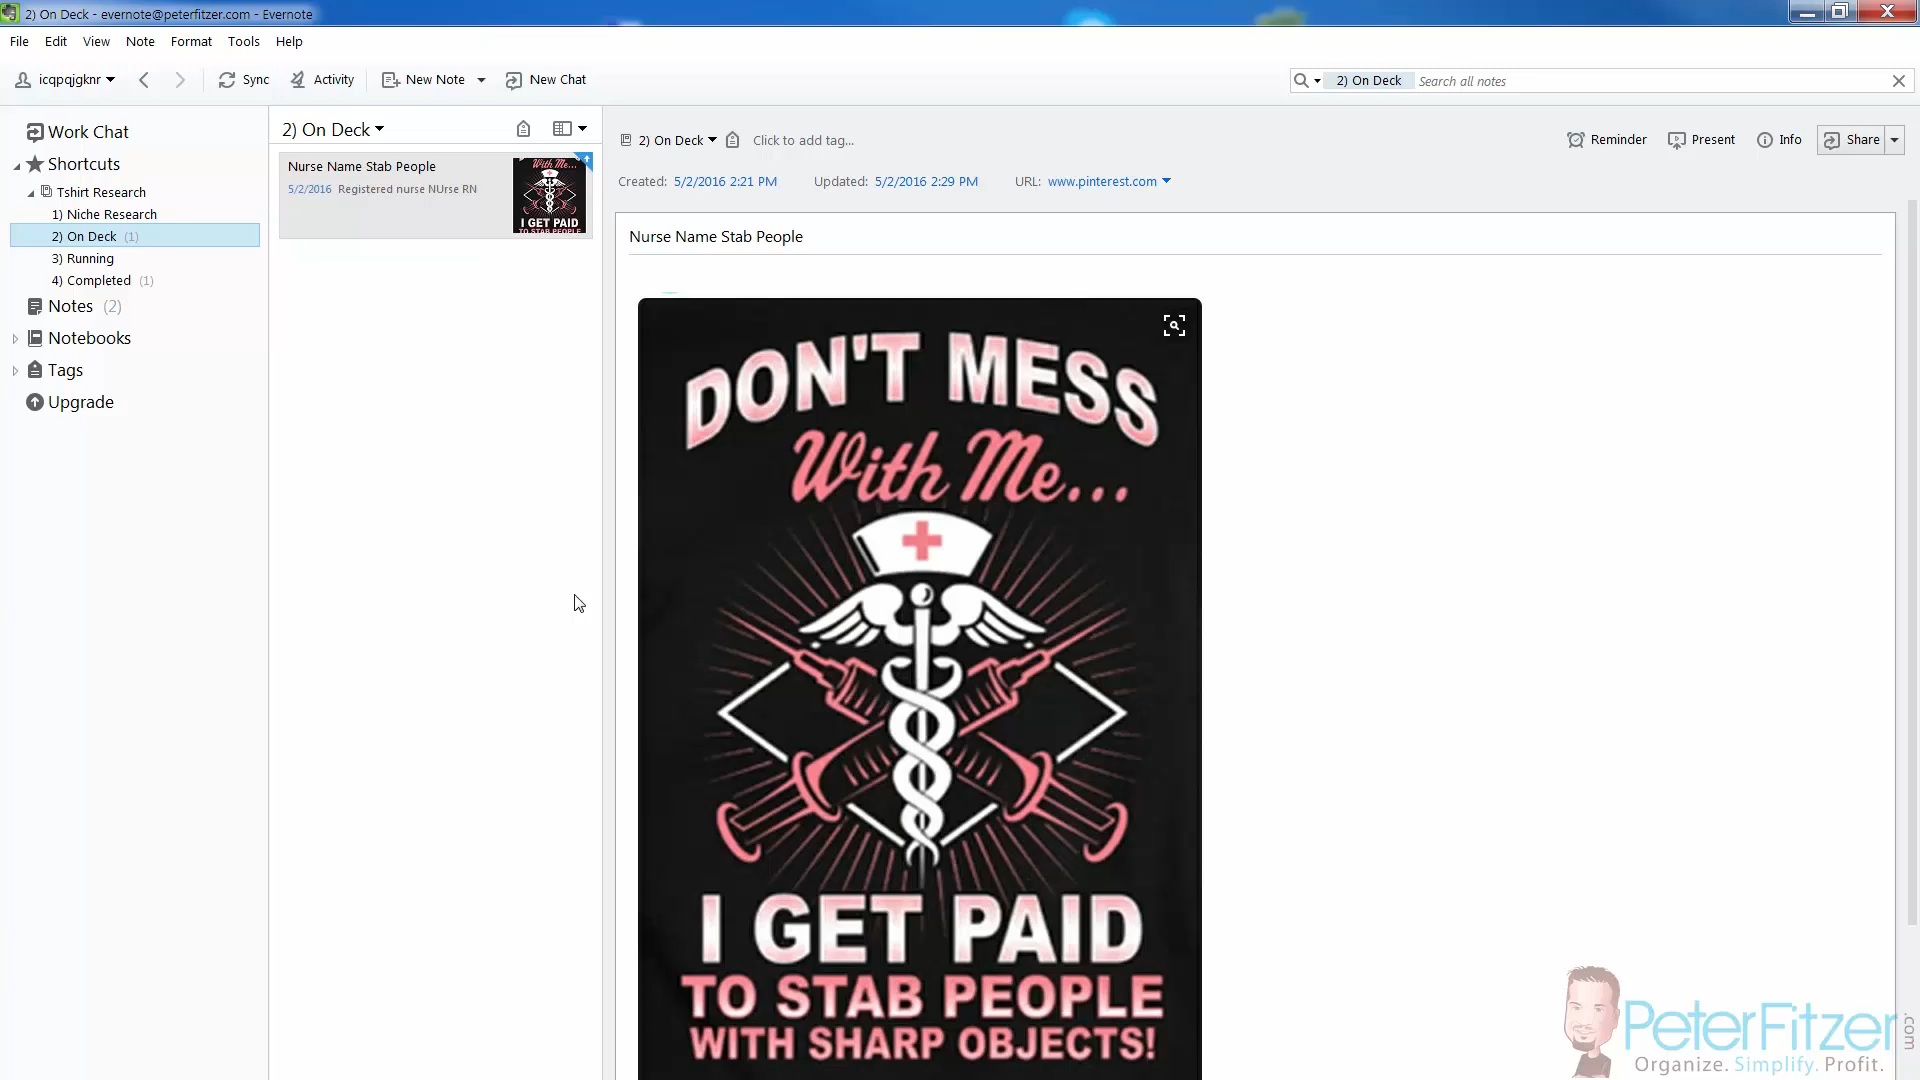 2) On Deck - evernote@peterfitzer.com - Evernote
File Edit View Note Format Tools Help
icqpqjgknr Sync Activity New Note New Chat
2) On Deck Search all notes
Work Chat
Shortcuts
Tshirt Research
1) Niche Research
2) On Deck (1)
3) Running
4) Completed (1)
Notes (2)
Notebooks
Tags
Upgrade
2) On Deck
Nurse Name Stab People
5/2/2016 Registered nurse NUrse RN
With Me...
I GET PAID
TO STAB PEOPLE
2) On Deck Click to add tag...
Reminder Present Info Share
Created: 5/2/2016 2:21 PM Updated: 5/2/2016 2:29 PM URL: www.pinterest.com
Nurse Name Stab People
DON'T MESS
With Me...
I GET PAID
TO STAB PEOPLE
WITH SHARP OBJECTS!
PeterFitzer.com
Organize. Simplify. Profit.